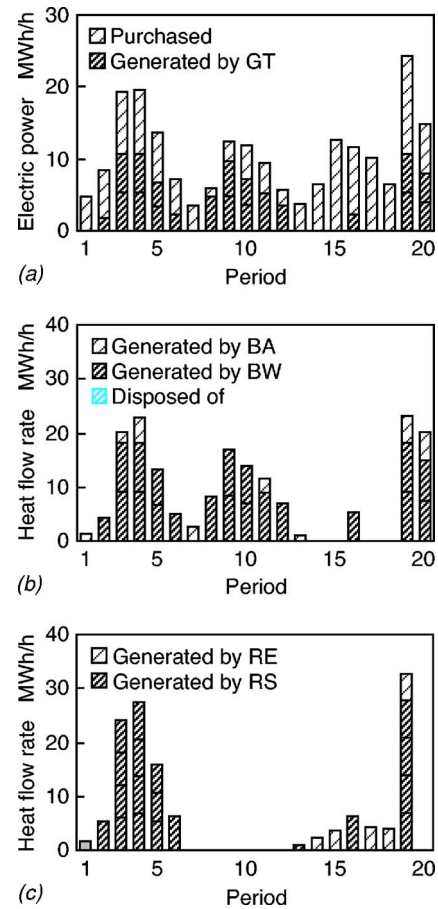 Electric power MWh/h
30
20
10
0
Purchased
Generated by GT
1 5 10 15 20
(a) Period
Heat flow rate MWh/h
40
30
20
10
0
Generated by BA
Generated by BW
Disposed of
1 5 10 15 20
(b) Period
Heat flow rate MWh/h
40
30
20
10
0
Generated by RE
Generated by RS
1 5 10 15 20
(c) Period